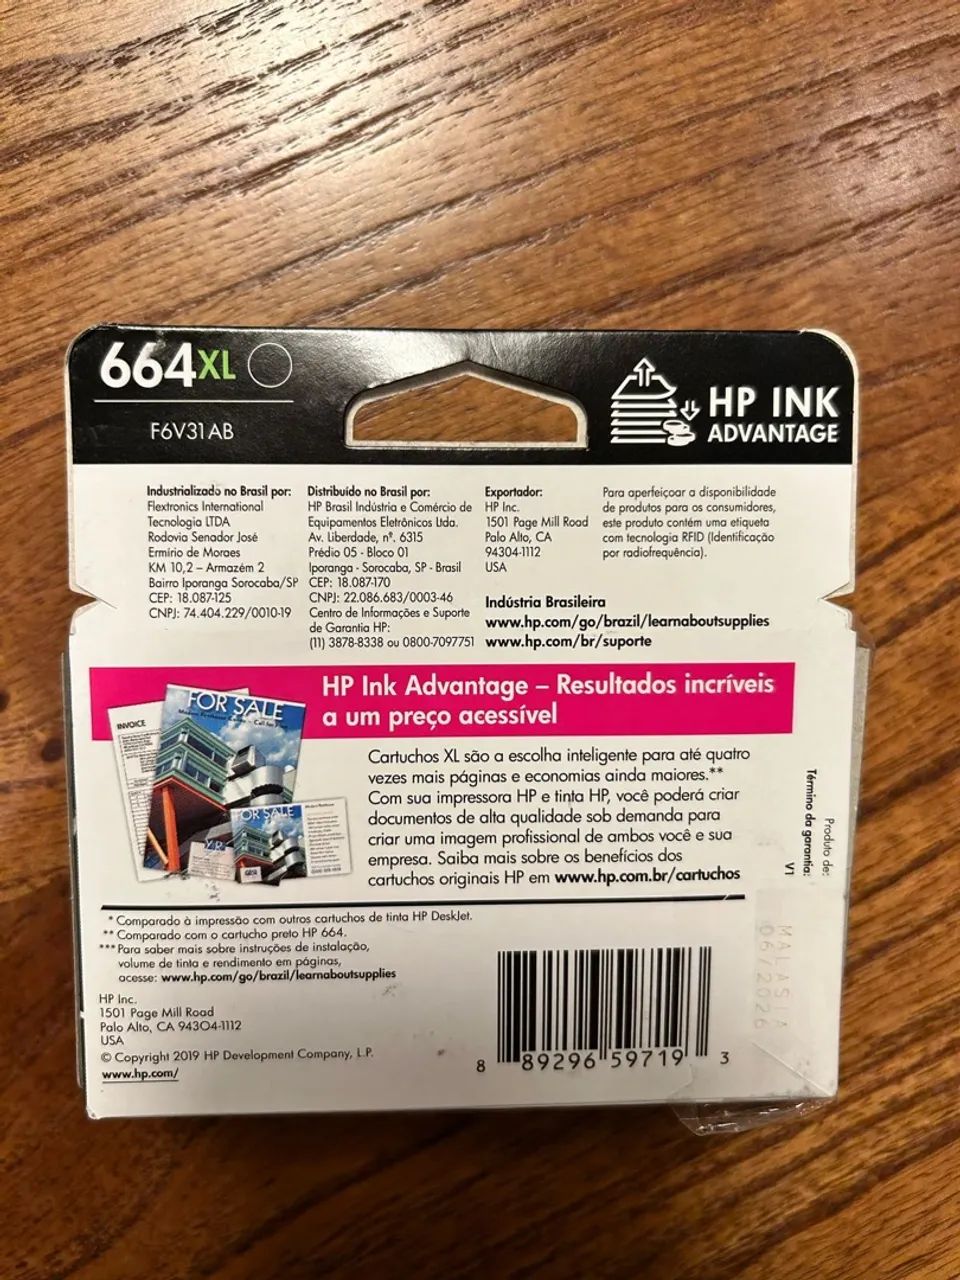 664XL
F6V31AB
HP INK
ADVANTAGE
Industrializado no Brasil por:
Flextronics International
Tecnologia LTDA
Rodovia Senador José
Ermírio de Moraes
KM 10,2 – Armazém 2
Bairro Iporanga Sorocaba/SP
CEP: 18.087-125
CNPJ: 74.404.229/0010-19
Distribuído no Brasil por:
HP Brasil Indústria e Comércio de
Equipamentos Eletrônicos Ltda.
Av. Liberdade, nº. 6315
Prédio 05 - Bloco 01
Iporanga - Sorocaba, SP - Brasil
CEP: 18.087-170
CNPJ: 22.086.683/0003-46
Centro de Informações e Suporte
de Garantia HP:
(11) 3878-8338 ou 0800-7097751
Exportador:
HP Inc.
1501 Page Mill Road
Palo Alto, CA
94304-1112
USA
Para aperfeiçoar a disponibilidade
de produtos para os consumidores,
este produto contém uma etiqueta
com tecnologia RFID (Identificação
por radiofrequência).
Indústria Brasileira
www.hp.com/go/brazil/learnaboutsupplies
www.hp.com/br/suporte
HP Ink Advantage – Resultados incríveis
a um preço acessível
INVOICE
FOR SALE
FOR SALE
Cartuchos XL são a escolha inteligente para até quatro
vezes mais páginas e economias ainda maiores.**
Com sua impressora HP e tinta HP, você poderá criar
documentos de alta qualidade sob demanda para
criar uma imagem profissional de ambos você e sua
empresa. Saiba mais sobre os benefícios dos
cartuchos originais HP em www.hp.com.br/cartuchos
Produto de:
Término da garantia:
V1
MALASIA
06/2026
* Comparado à impressão com outros cartuchos de tinta HP DeskJet.
** Comparado com o cartucho preto HP 664.
*** Para saber mais sobre instruções de instalação,
volume de tinta e rendimento em páginas,
acesse: www.hp.com/go/brazil/learnaboutsupplies
HP Inc.
1501 Page Mill Road
Palo Alto, CA 94304-1112
USA
© Copyright 2019 HP Development Company, L.P.
www.hp.com/
8 89296 59719 3